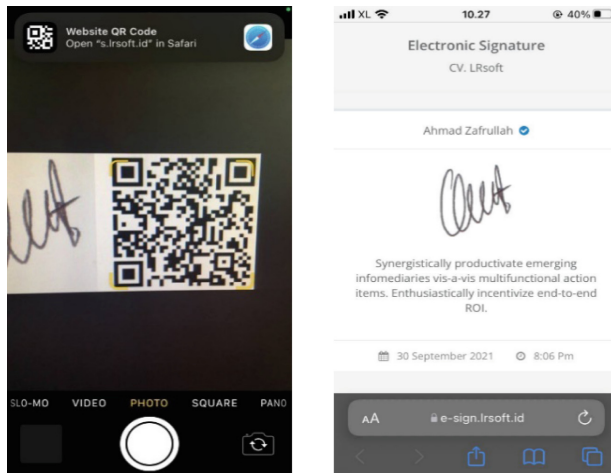 Website QR Code
Open "s.lrsoft.id" in Safari
SLO-MO VIDEO PHOTO SQUARE PANO
XL 10.27 40%
Electronic Signature
CV. LRsoft
Ahmad Zafrullah
Synergistically productivate emerging
infomediaries vis-a-vis multifunctional action
items. Enthusiastically incentivize end-to-end
ROI.
30 September 2021 8:06 Pm
AA e-sign.lrsoft.id